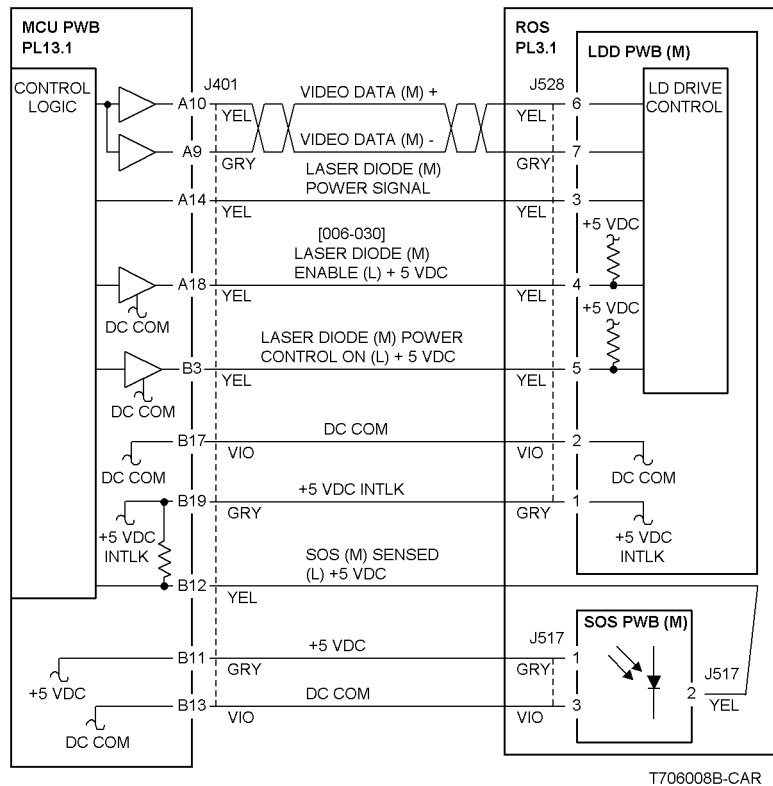 MCU PWB
PL13.1
ROS
PL3.1
LDD PWB (M)
CONTROL
LOGIC
J401
J528
LD DRIVE
CONTROL
A10
VIDEO DATA (M) +
6
YEL
YEL
A9
VIDEO DATA (M) -
7
GRY
GRY
LASER DIODE (M)
POWER SIGNAL
A14
3
YEL
YEL
+5 VDC
[006-030]
LASER DIODE (M)
ENABLE (L) + 5 VDC
A18
4
YEL
YEL
DC COM
+5 VDC
LASER DIODE (M) POWER
CONTROL ON (L) + 5 VDC
B3
5
YEL
YEL
DC COM
B17
DC COM
2
VIO
VIO
DC COM
DC COM
B19
+5 VDC INTLK
1
GRY
GRY
+5 VDC
INTLK
+5 VDC
INTLK
SOS (M) SENSED
(L) +5 VDC
B12
YEL
SOS PWB (M)
J517
B11
+5 VDC
1
GRY
GRY
J517
2
YEL
+5 VDC
B13
DC COM
3
VIO
VIO
DC COM
T706008B-CAR